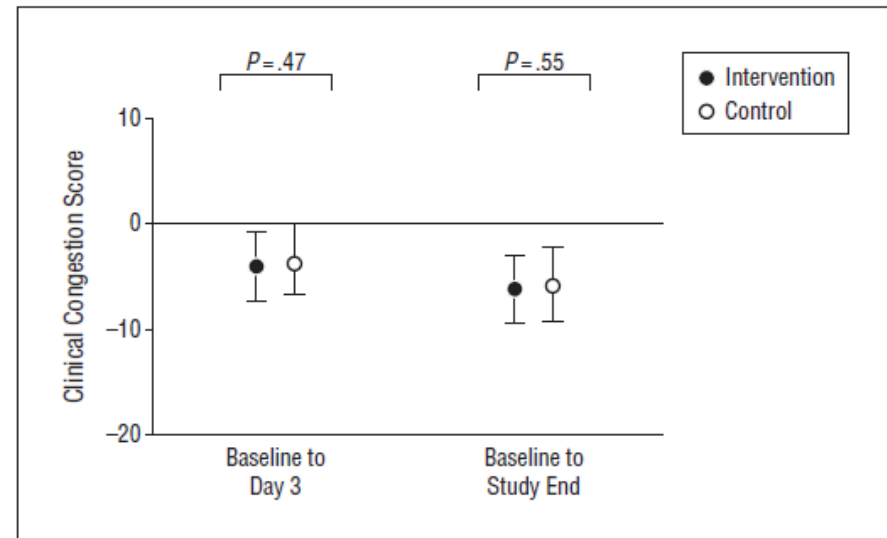 P = .47
P = .55
Intervention
Control
Clinical Congestion Score
10
0
–10
–20
Baseline to
Day 3
Baseline to
Study End